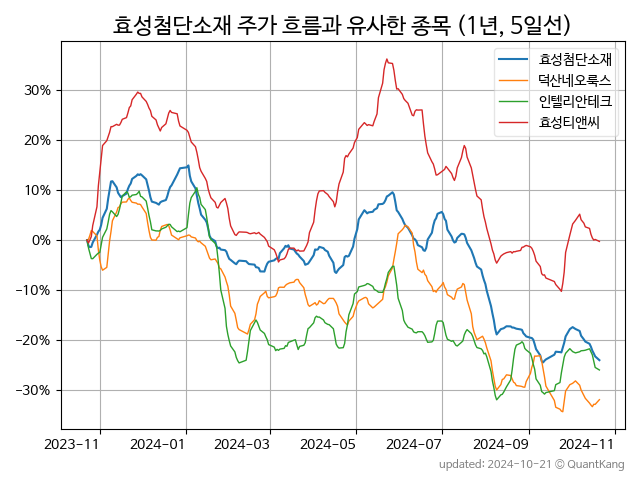 효성첨단소재 주가 흐름과 유사한 종목 (1년, 5일선)
효성첨단소재
덕산네오룩스
인텔리안테크
효성티앤씨
30%
20%
10%
0%
−10%
−20%
−30%
2023-11 2024-01 2024-03 2024-05 2024-07 2024-09 2024-11
updated: 2024-10-21 © QuantKang